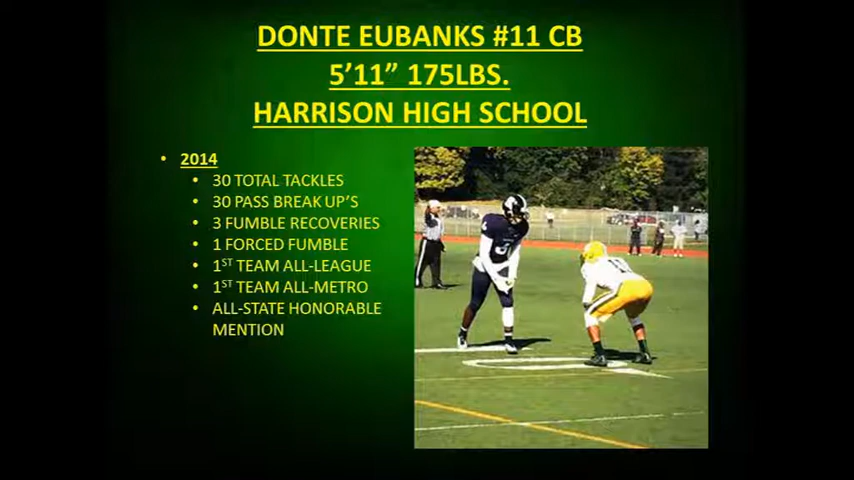 DONTE EUBANKS #11 CB
5’11” 175LBS.
HARRISON HIGH SCHOOL
• 2014
• 30 TOTAL TACKLES
• 30 PASS BREAK UP’S
• 3 FUMBLE RECOVERIES
• 1 FORCED FUMBLE
• 1ST TEAM ALL-LEAGUE
• 1ST TEAM ALL-METRO
• ALL-STATE HONORABLE
MENTION